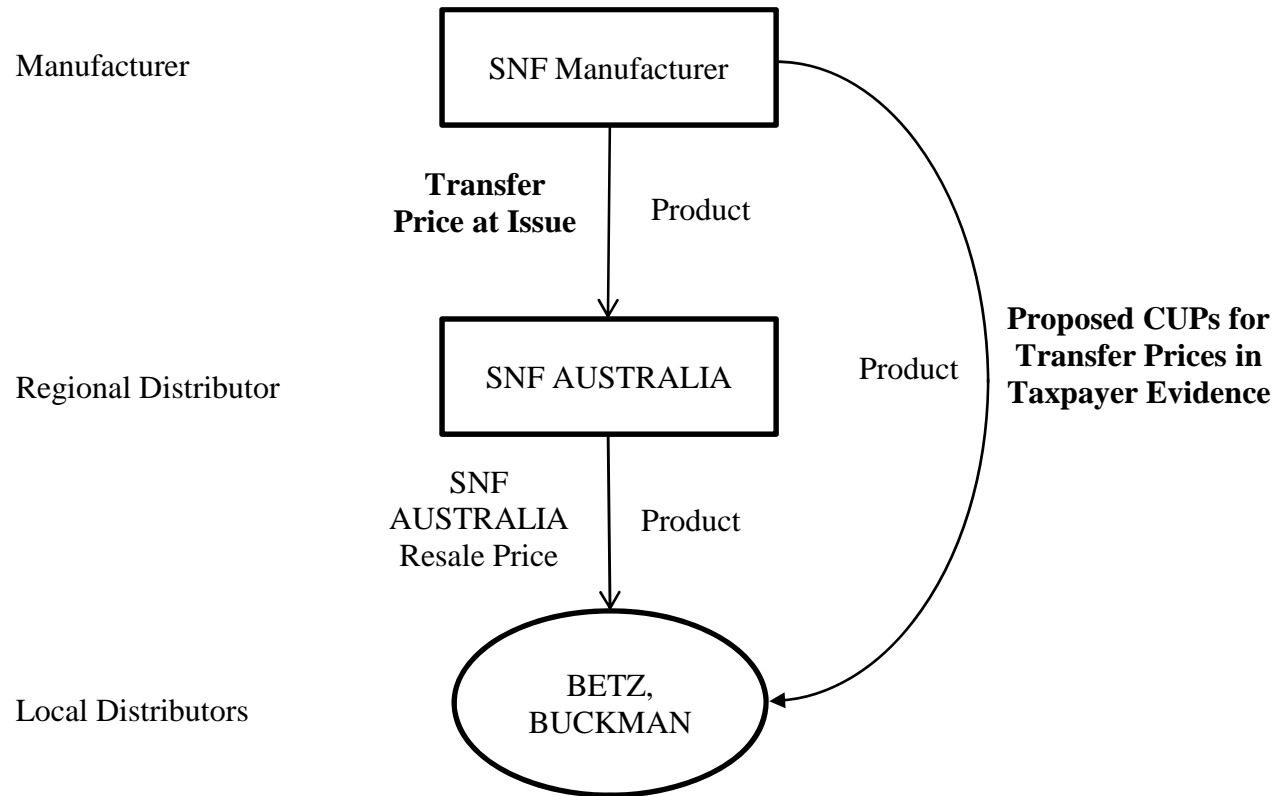 Manufacturer
SNF Manufacturer
Transfer
Price at Issue
Product
Regional Distributor
SNF AUSTRALIA
Product
Proposed CUPs for
Transfer Prices in
Taxpayer Evidence
SNF
AUSTRALIA
Resale Price
Product
Local Distributors
BETZ,
BUCKMAN